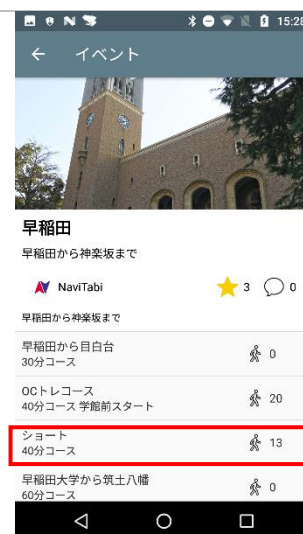 15:28
イベント
早稲田
早稲田から神楽坂まで
NaviTabi
3
0
早稲田から神楽坂まで
早稲田から目白台
30分コース
0
OCトレコース
40分コース 学館前スタート
20
ショート
40分コース
13
早稲田大学から筑土八幡
60分コース
0